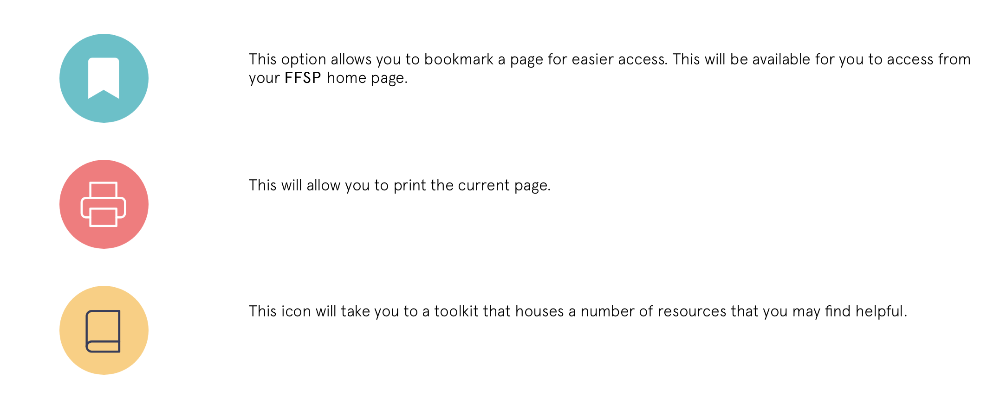 This option allows you to bookmark a page for easier access. This will be available for you to access from
your FFSP home page.
This will allow you to print the current page.
This icon will take you to a toolkit that houses a number of resources that you may find helpful.